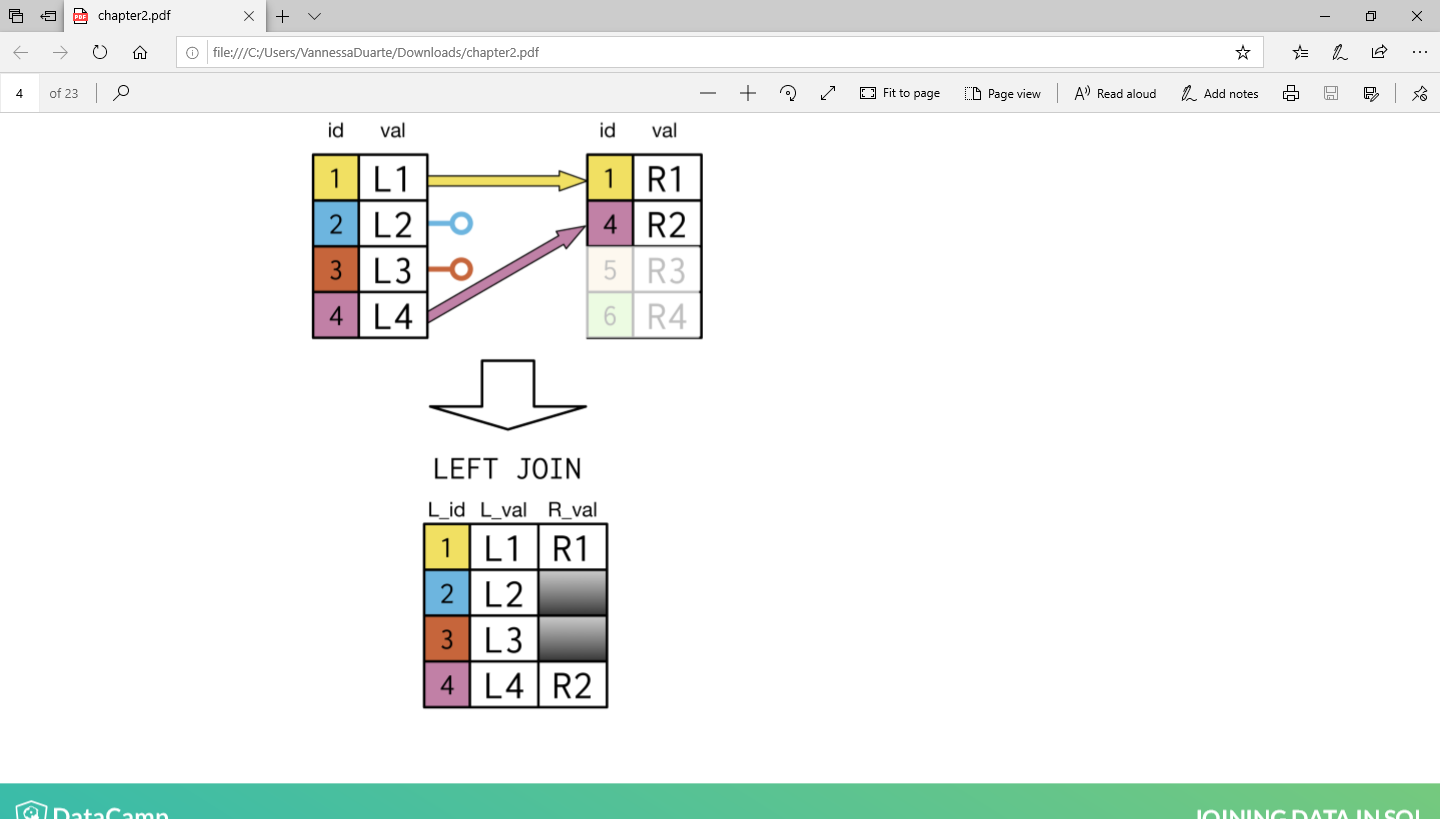 chapter2.pdf
file:///C:/Users/VannessaDuarte/Downloads/chapter2.pdf
4 of 23 Fit to page Page view Read aloud Add notes
id val id val
1 L1 1 R1
2 L2 4 R2
3 L3 5 R3
4 L4 6 R4
LEFT JOIN
L_id L_val R_val
1 L1 R1
2 L2
3 L3
4 L4 R2
DataCamp JOINING DATA IN SQL